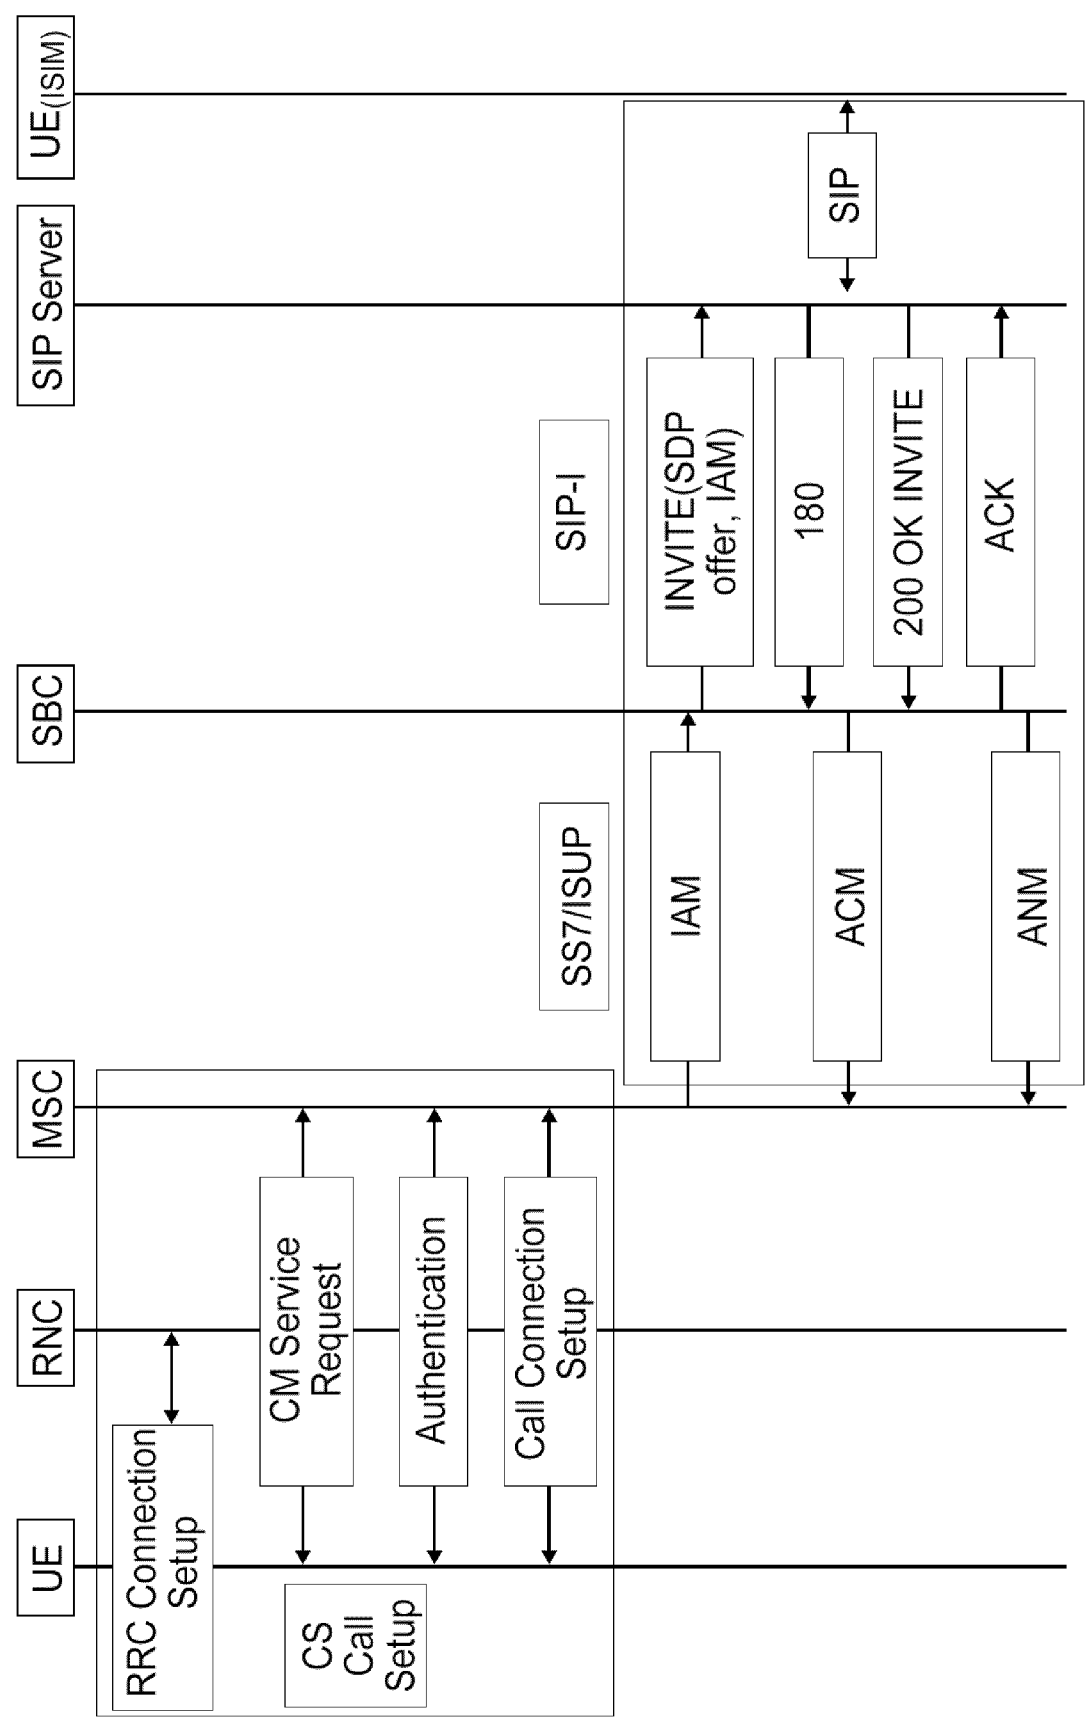 UE
RNC
MSC
SBC
SIP Server
UE(ISIM)
RRC Connection
Setup
CM Service
Request
CS
Call
Setup
Authentication
Call Connection
Setup
SS7/ISUP
SIP-I
IAM
INVITE(SDP
offer, IAM)
180
ACM
SIP
200 OK INVITE
ACK
ANM